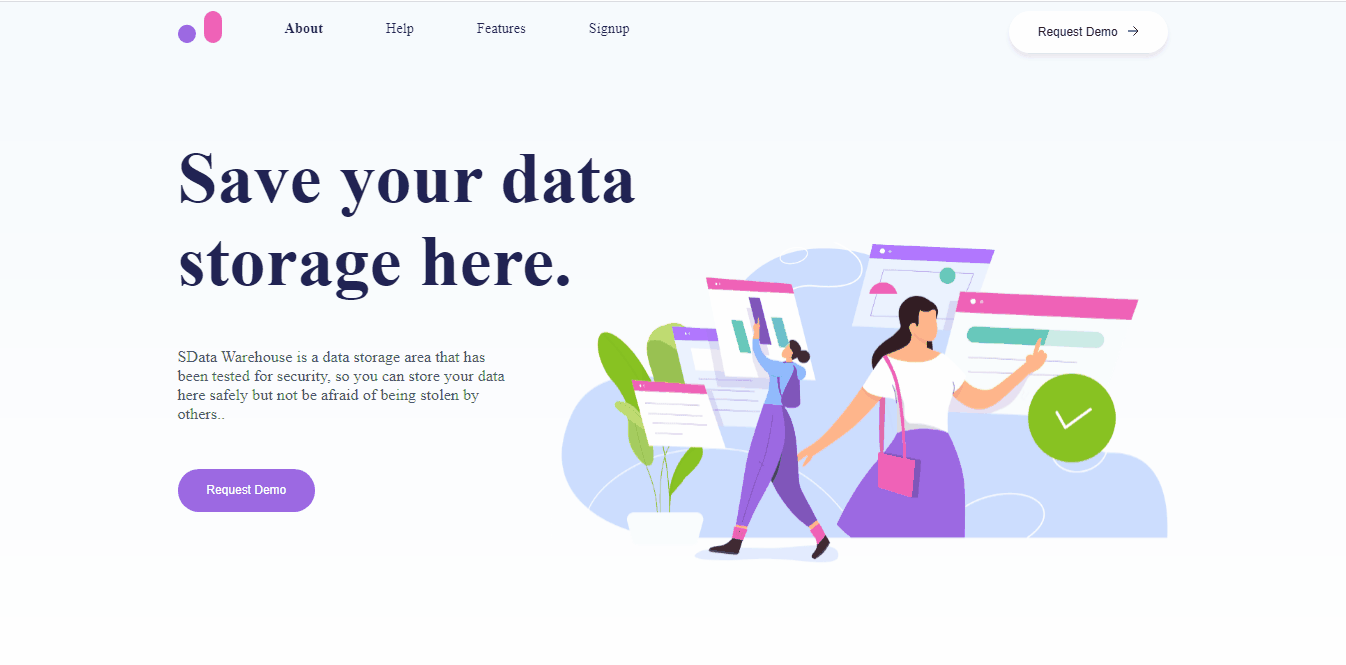 About Help Features Signup Request Demo
Save your data
storage here.
SData Warehouse is a data storage area that has
been tested for security, so you can store your data
here safely but not be afraid of being stolen by
others..
Request Demo